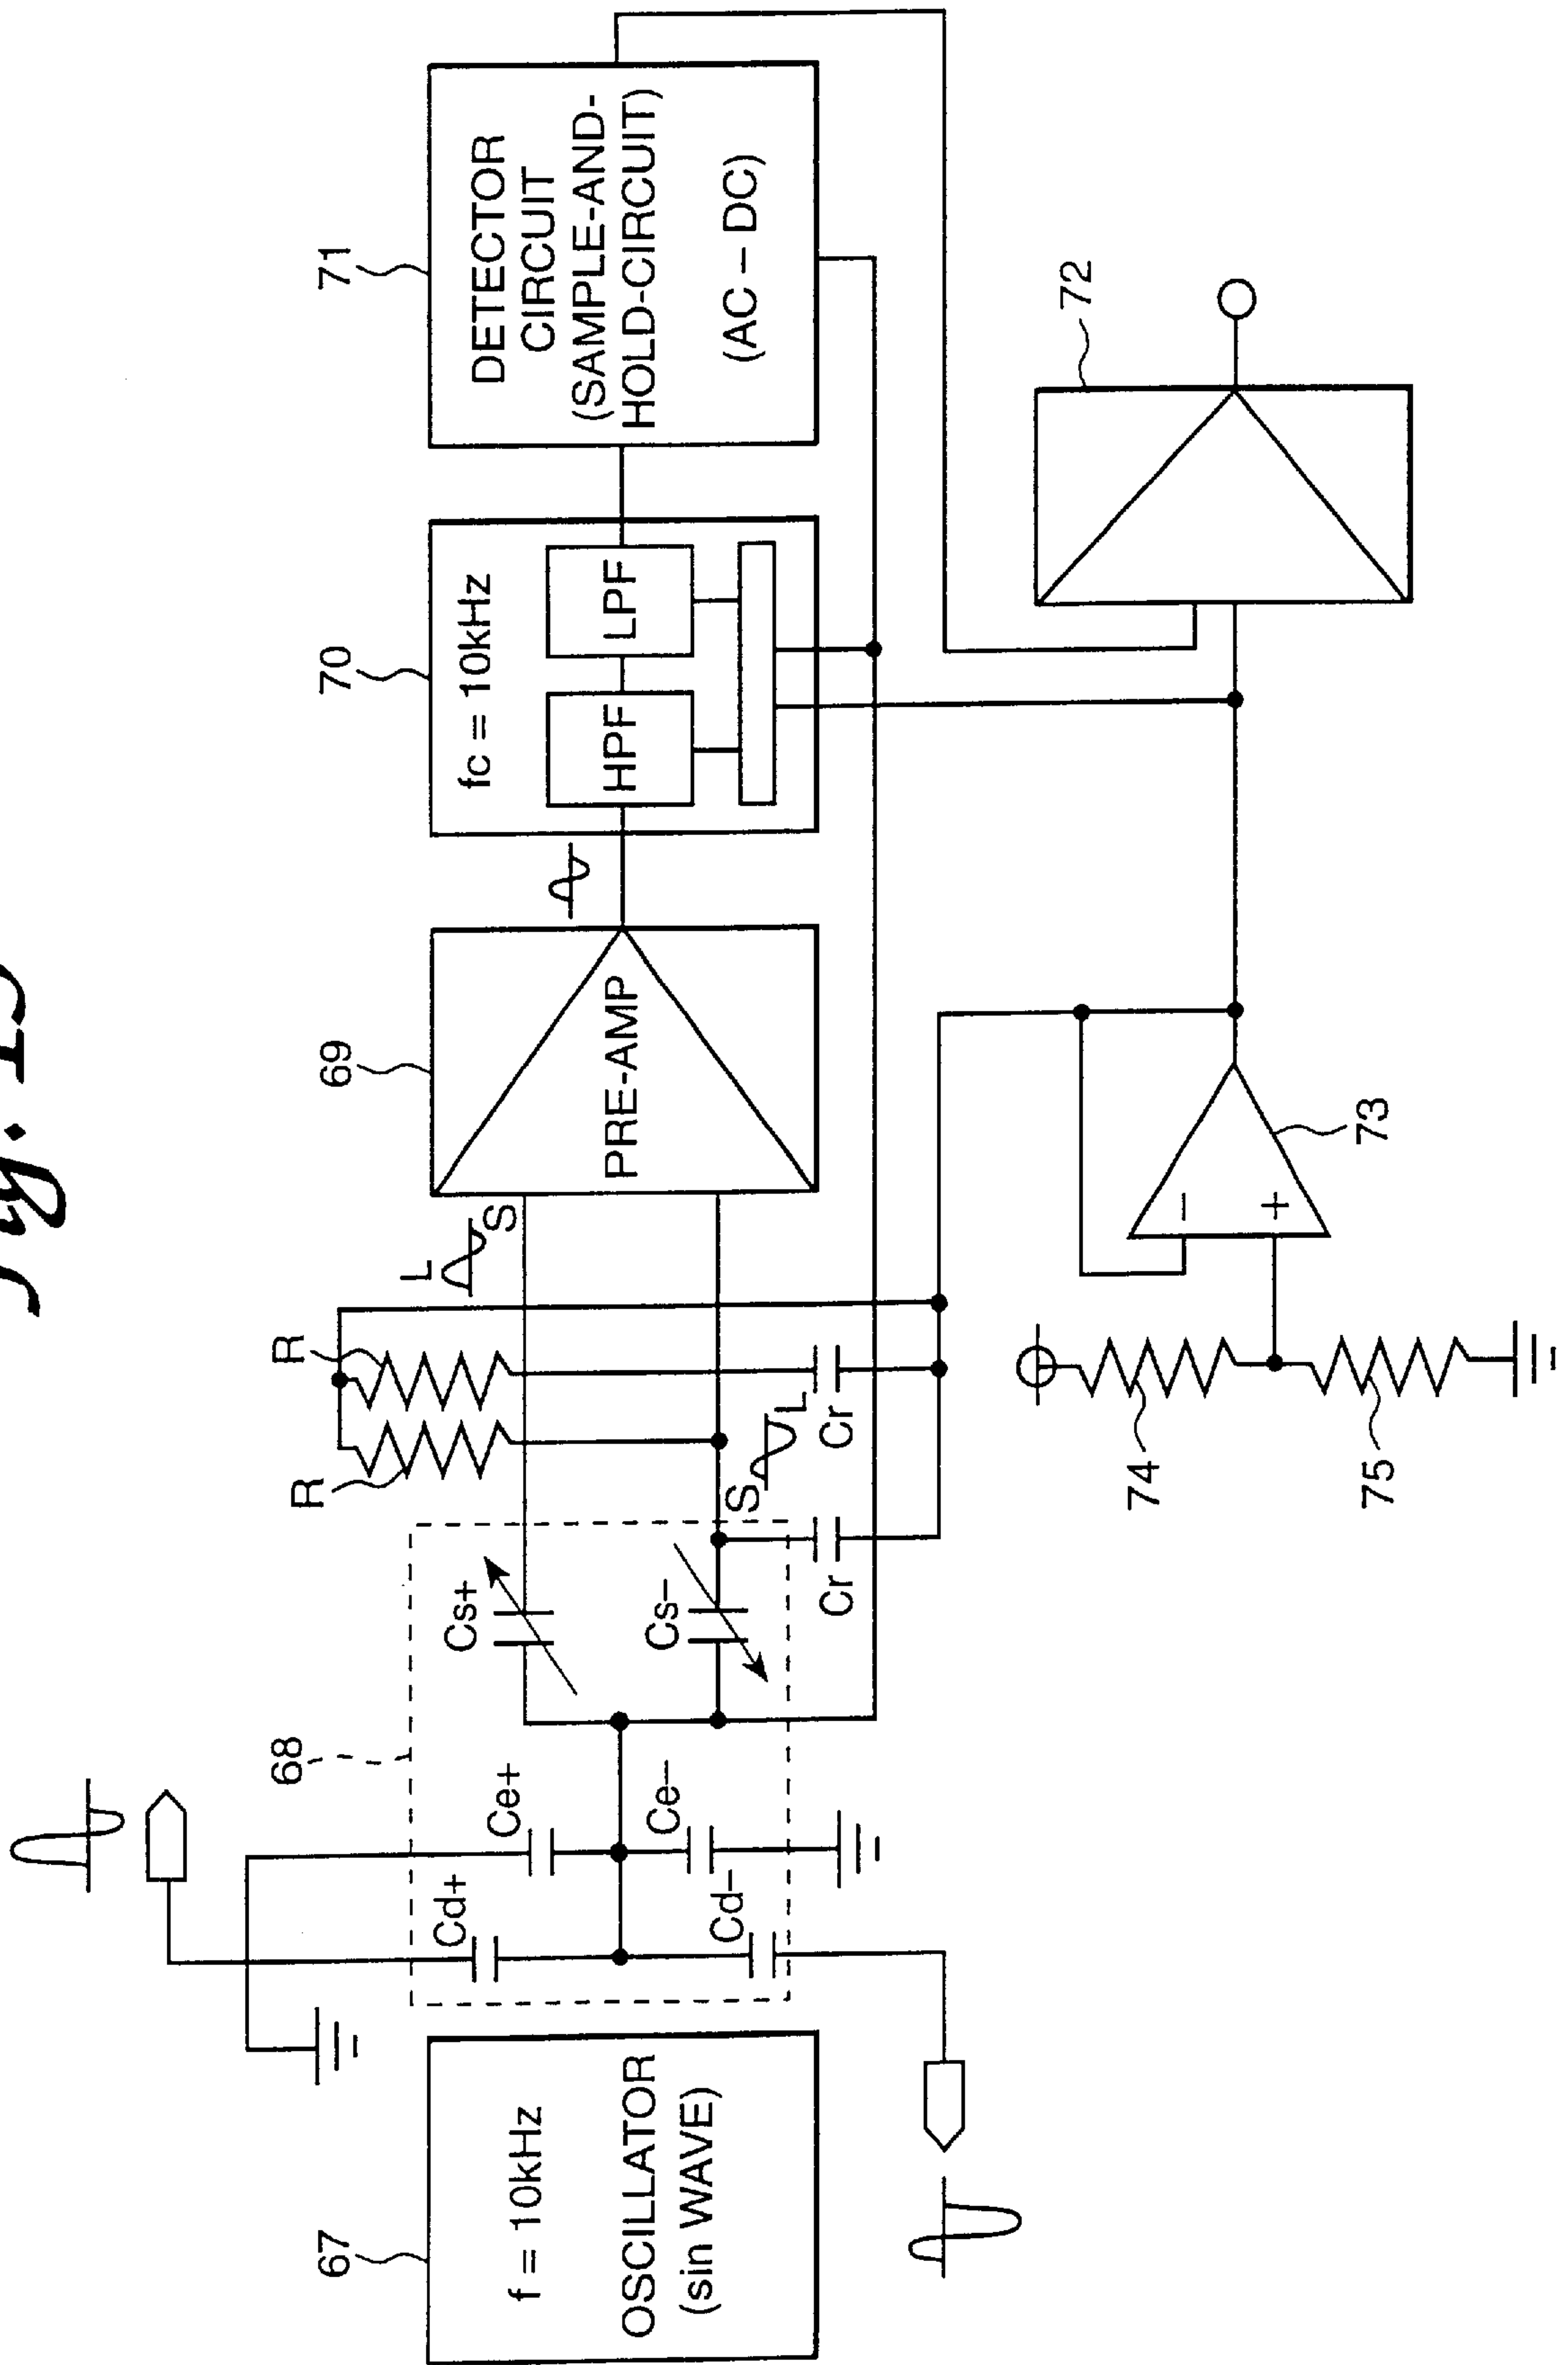 67
f = 10kHz
OSCILLATOR
(sin WAVE)
68
Cd+
Cd−
Ce+
Ce−
Cs+
Cs−
R
R
L
S
S
L
Cr
Cr
69
PRE-AMP
70
fc = 10kHz
HPF
LPF
71
DETECTOR
CIRCUIT
(SAMPLE-AND-
HOLD-CIRCUIT)
(AC – DC)
72
73
−
+
74
75